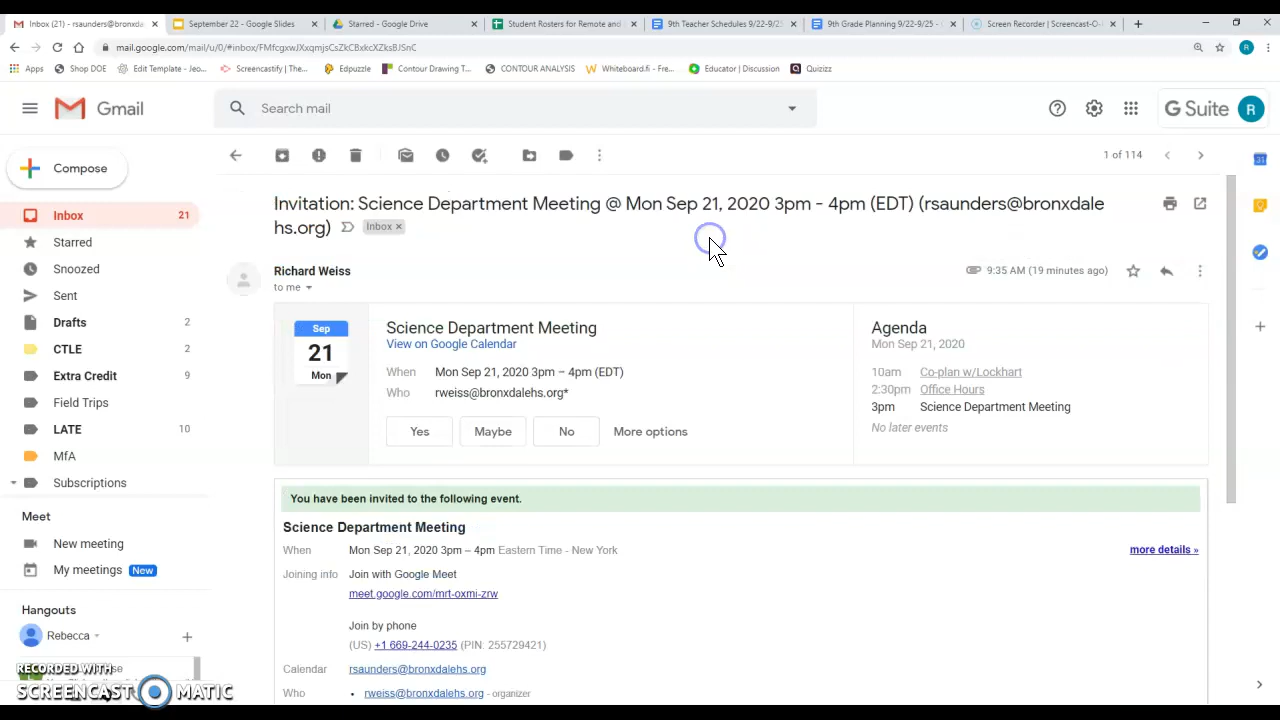 Inbox (21) - rsaunders@bronxda
September 22 - Google Slides
Starred - Google Drive
Student Rosters for Remote and
9th Teacher Schedules 9/22-9/25
9th Grade Planning 9/22-9/25 -
Screen Recorder | Screencast-O-
mail.google.com/mail/u/0/#inbox/FMfcgxwJXxqmjsCsZkCBxkcXZksBJSnC
R
Apps
Shop DOE
Edit Template - Jeo...
Screencastify | The...
Edpuzzle
Contour Drawing T...
CONTOUR ANALYSIS
Whiteboard.fi - Fre...
Educator | Discussion
Quizizz
Gmail
Search mail
G Suite
R
Compose
1 of 114
Inbox 21
Starred
Snoozed
Sent
Drafts 2
CTLE 2
Extra Credit 9
Field Trips
LATE 10
MfA
Subscriptions
Meet
New meeting
My meetings New
Hangouts
Rebecca
RECORDED WITH
SCREENCAST MATIC
Invitation: Science Department Meeting @ Mon Sep 21, 2020 3pm - 4pm (EDT) (rsaunders@bronxdale
hs.org) Inbox x
Richard Weiss
9:35 AM (19 minutes ago)
to me
Sep
21
Mon
Science Department Meeting
View on Google Calendar
When Mon Sep 21, 2020 3pm – 4pm (EDT)
Who rweiss@bronxdalehs.org*
Yes
Maybe
No
More options
Agenda
Mon Sep 21, 2020
10am Co-plan w/Lockhart
2:30pm Office Hours
3pm Science Department Meeting
No later events
You have been invited to the following event.
Science Department Meeting
When Mon Sep 21, 2020 3pm – 4pm Eastern Time - New York
more details »
Joining info Join with Google Meet
meet.google.com/mrt-oxmi-zrw
Join by phone
(US) +1 669-244-0235 (PIN: 255729421)
Calendar rsaunders@bronxdalehs.org
Who • rweiss@bronxdalehs.org - organizer
31